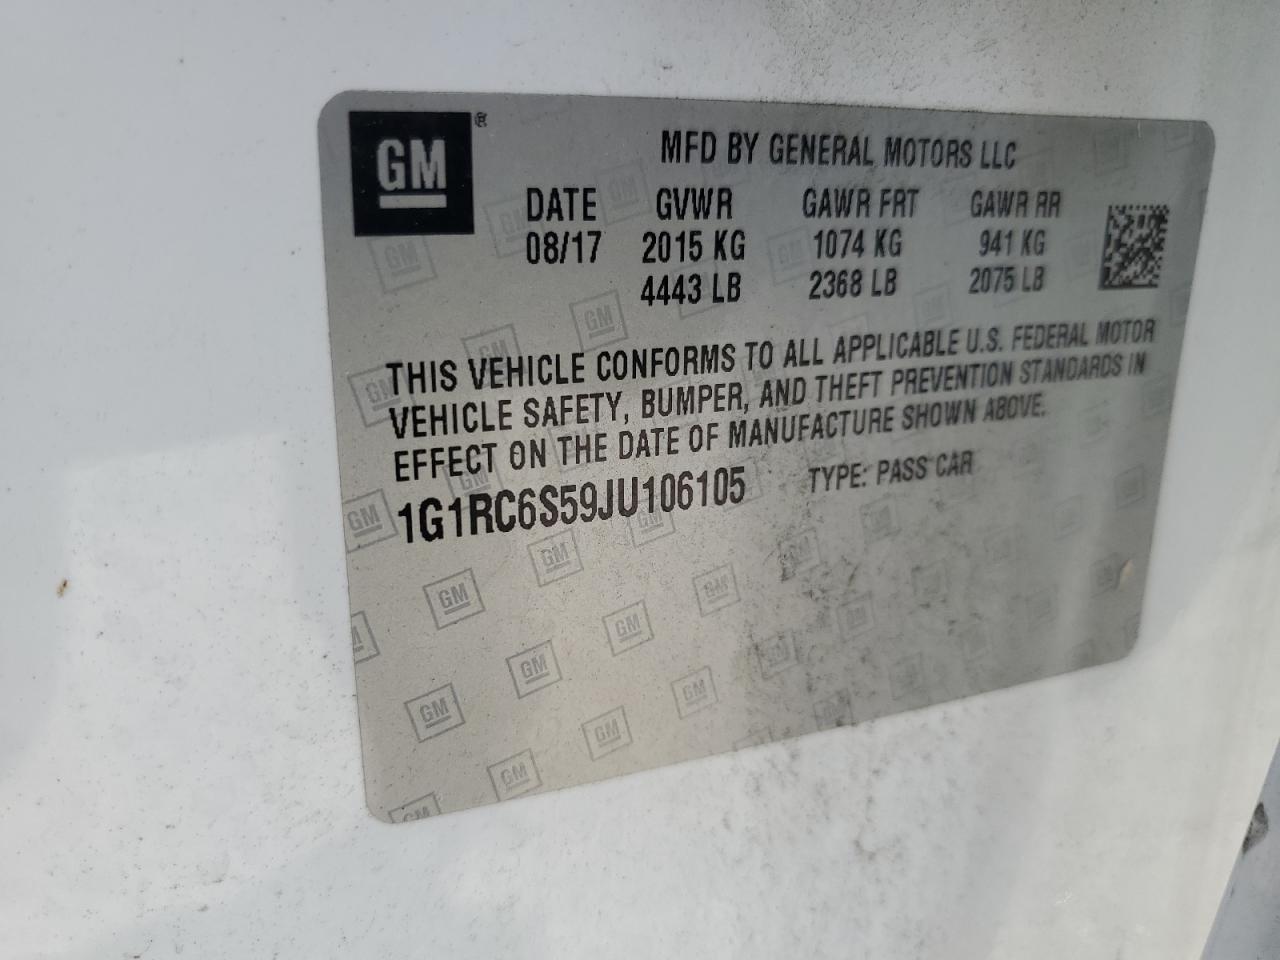 GM®
MFD BY GENERAL MOTORS LLC
DATE GVWR GAWR FRT GAWR RR
08/17 2015 KG 1074 KG 941 KG
4443 LB 2368 LB 2075 LB
THIS VEHICLE CONFORMS TO ALL APPLICABLE U.S. FEDERAL MOTOR
VEHICLE SAFETY, BUMPER, AND THEFT PREVENTION STANDARDS IN
EFFECT ON THE DATE OF MANUFACTURE SHOWN ABOVE.
1G1RC6S59JU106105 TYPE: PASS CAR